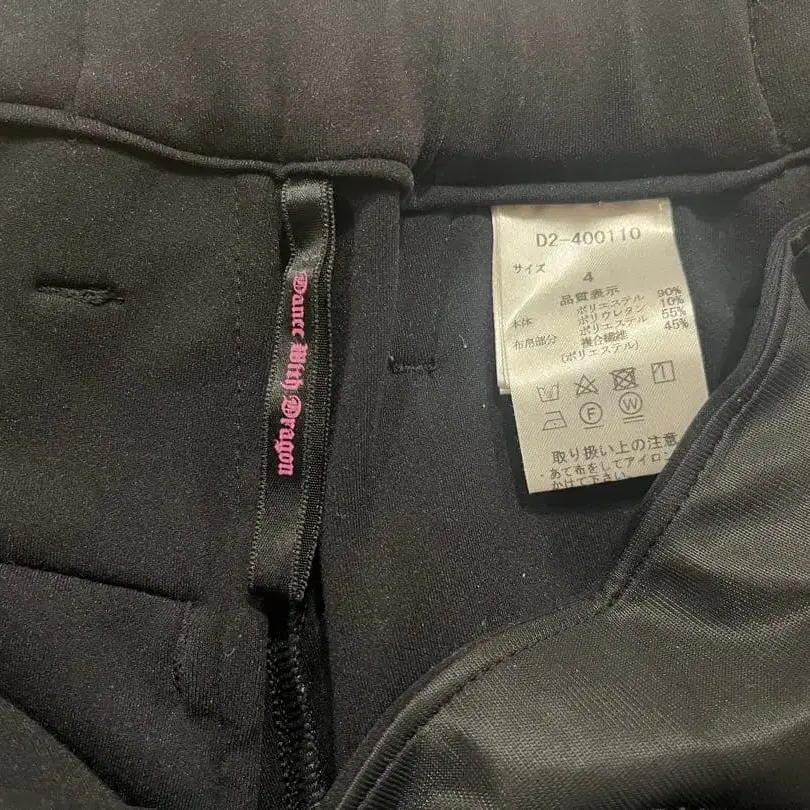 Dance With Dragon
D2-400110
サイズ
4
品質表示
本体 ポリエステル 90%
ポリウレタン 10%
布帛部分 ポリエステル 55%
複合繊維 45%
(ポリエステル)
F W
取り扱い上の注意
・あて布をしてアイロン
かけて下さい